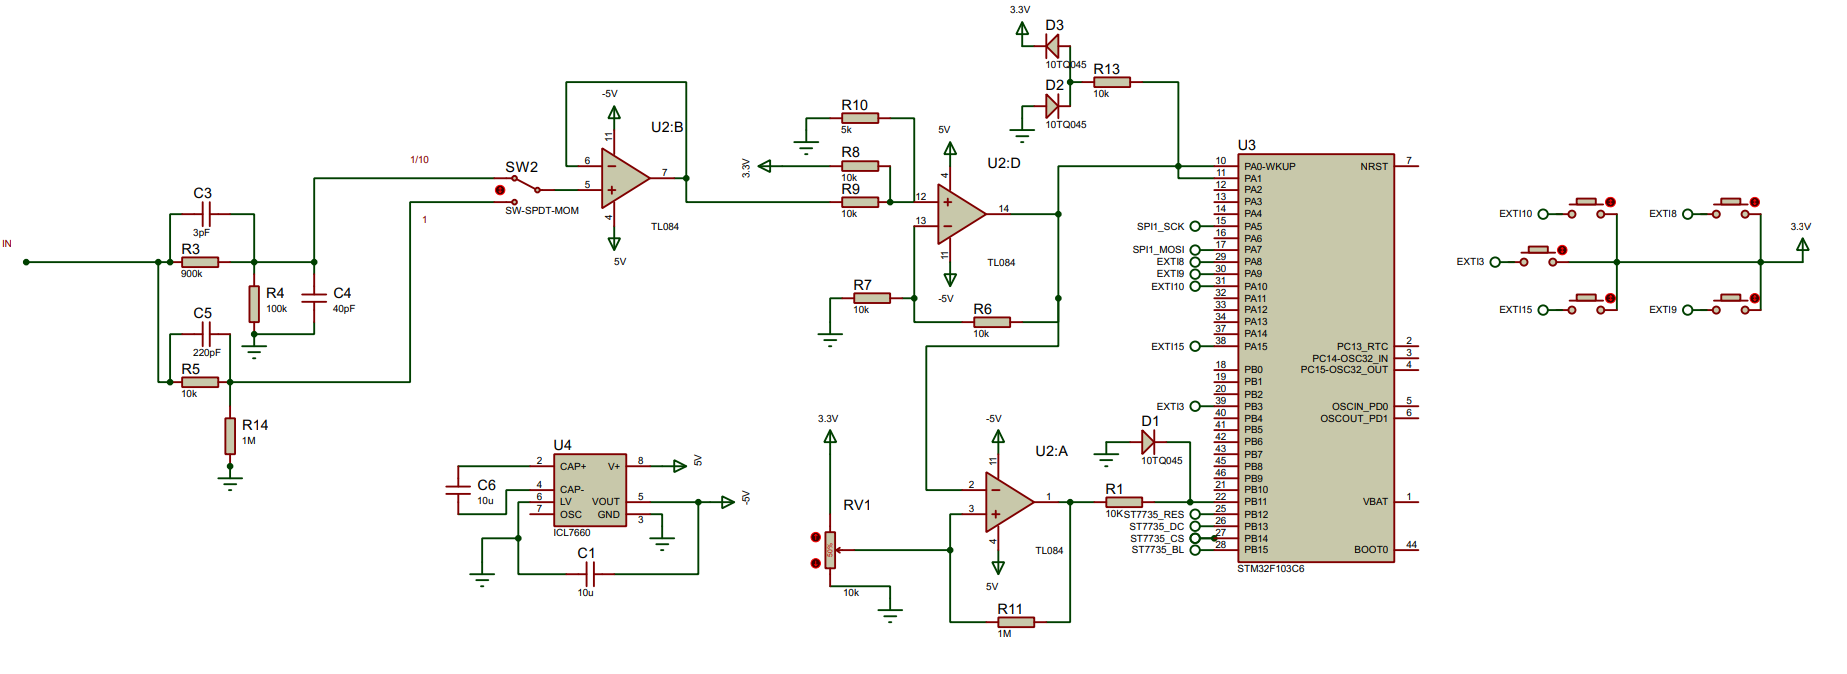 IN
C3
3pF
R3
900k
R4
100k
C4
40pF
C5
220pF
R5
10k
R14
1M
1/10
1
SW2
SW-SPDT-MOM
-5V
11
U2:B
6
5
7
4
5V
TL084
R10
5k
3.3V
R8
10k
R9
10k
5V
U2:D
4
12
13
14
11
-5V
TL084
R7
10k
R6
10k
3.3V
D3
10TQ045
D2
10TQ045
R13
10k
U4
2 CAP+ V+ 8
4 CAP-
6 LV VOUT 5
7 OSC GND 3
ICL7660
5V
-5V
C6
10u
C1
10u
3.3V
RV1
50%
10k
-5V
11
U2:A
2
3
1
4
5V
TL084
R11
1M
D1
10TQ045
R1
10K
U3
10 PA0-WKUP NRST 7
11 PA1
12 PA2
13 PA3
14 PA4
SPI1_SCK 15 PA5
16 PA6
SPI1_MOSI 17 PA7
EXTI8 29 PA8
EXTI9 30 PA9
EXTI10 31 PA10
32 PA11
33 PA12
34 PA13
37 PA14
EXTI15 38 PA15
PC13_RTC 2
PC14-OSC32_IN 3
PC15-OSC32_OUT 4
18 PB0
19 PB1
20 PB2
EXTI3 39 PB3 OSCIN_PD0 5
40 PB4 OSCOUT_PD1 6
41 PB5
42 PB6
43 PB7
45 PB8
46 PB9
21 PB10
22 PB11 VBAT 1
ST7735_RES 25 PB12
ST7735_DC 26 PB13
ST7735_CS 27 PB14
ST7735_BL 28 PB15 BOOT0 44
STM32F103C6
EXTI10
EXTI8
3.3V
EXTI3
EXTI15
EXTI9